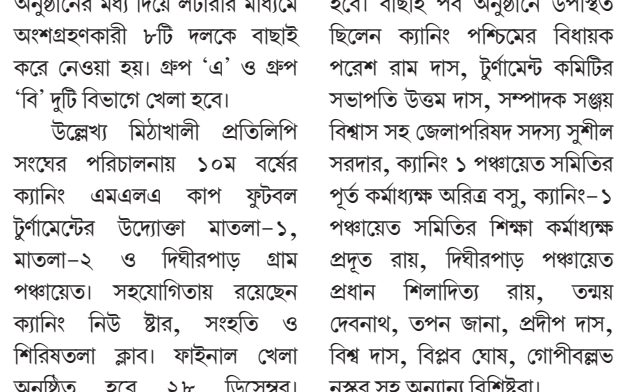 অনুষ্ঠানের মধ্য দিয়ে লটারির মাধ্যমে
অংশগ্রহণকারী ৮টি দলকে বাছাই
করে নেওয়া হয়। গ্রুপ ‘এ’ ও গ্রুপ
‘বি’ দুটি বিভাগে খেলা হবে।
উল্লেখ্য মিঠাখালী প্রতিলিপি
সংঘের পরিচালনায় ১০ম বর্ষের
ক্যানিং এমএলএ কাপ ফুটবল
টুর্ণামেন্টের উদ্যোক্তা মাতলা-১,
মাতলা-২ ও দিঘীরপাড় গ্রাম
পঞ্চায়েত। সহযোগিতায় রয়েছেন
ক্যানিং নিউ ষ্টার, সংহতি ও
শিরিষতলা ক্লাব। ফাইনাল খেলা
অনুষ্ঠিত হবে ২৮ ডিসেম্বর।
হবে। বাছাই পর্ব অনুষ্ঠানে উপস্থিত
ছিলেন ক্যানিং পশ্চিমের বিধায়ক
পরেশ রাম দাস, টুর্ণামেন্ট কমিটির
সভাপতি উত্তম দাস, সম্পাদক সঞ্জয়
বিশ্বাস সহ জেলাপরিষদ সদস্য সুশীল
সরদার, ক্যানিং ১ পঞ্চায়েত সমিতির
পূর্ত কর্মাধ্যক্ষ অরিত্র বসু, ক্যানিং-১
পঞ্চায়েত সমিতির শিক্ষা কর্মাধ্যক্ষ
প্রদূত রায়, দিঘিরপাড় পঞ্চায়েত
প্রধান শিলাদিত্য রায়, তন্ময়
দেবনাথ, তপন জানা, প্রদীপ দাস,
বিশ্ব দাস, বিপ্লব ঘোষ, গোপীবল্লভ
নস্কর সহ অন্যান্য বিশিষ্টরা।